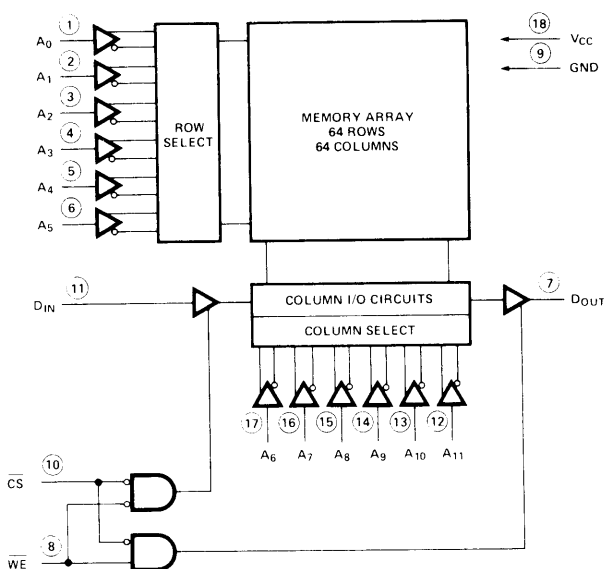 A0 1
A1 2
A2 3
A3 4
A4 5
A5 6
ROW
SELECT
MEMORY ARRAY
64 ROWS
64 COLUMNS
18 VCC
9 GND
DIN 11
COLUMN I/O CIRCUITS
COLUMN SELECT
7 DOUT
17 16 15 14 13 12
A6 A7 A8 A9 A10 A11
CS 10
WE 8